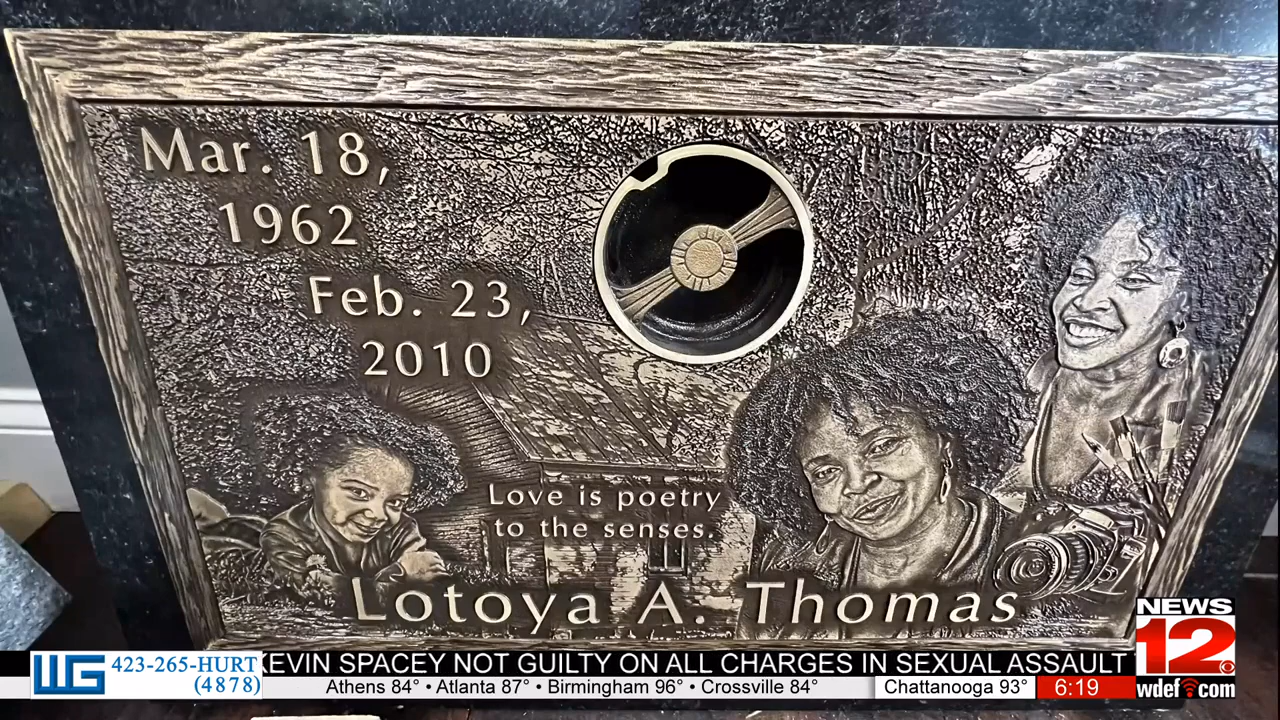 Mar. 18,
1962
Feb. 23,
2010
Love is poetry
to the senses.
Lotoya A. Thomas
WG 423-265-HURT
(4878)
KEVIN SPACEY NOT GUILTY ON ALL CHARGES IN SEXUAL ASSAULT
Athens 84° • Atlanta 87° • Birmingham 96° • Crossville 84°
Chattanooga 93°
6:19
NEWS
12
wdef.com